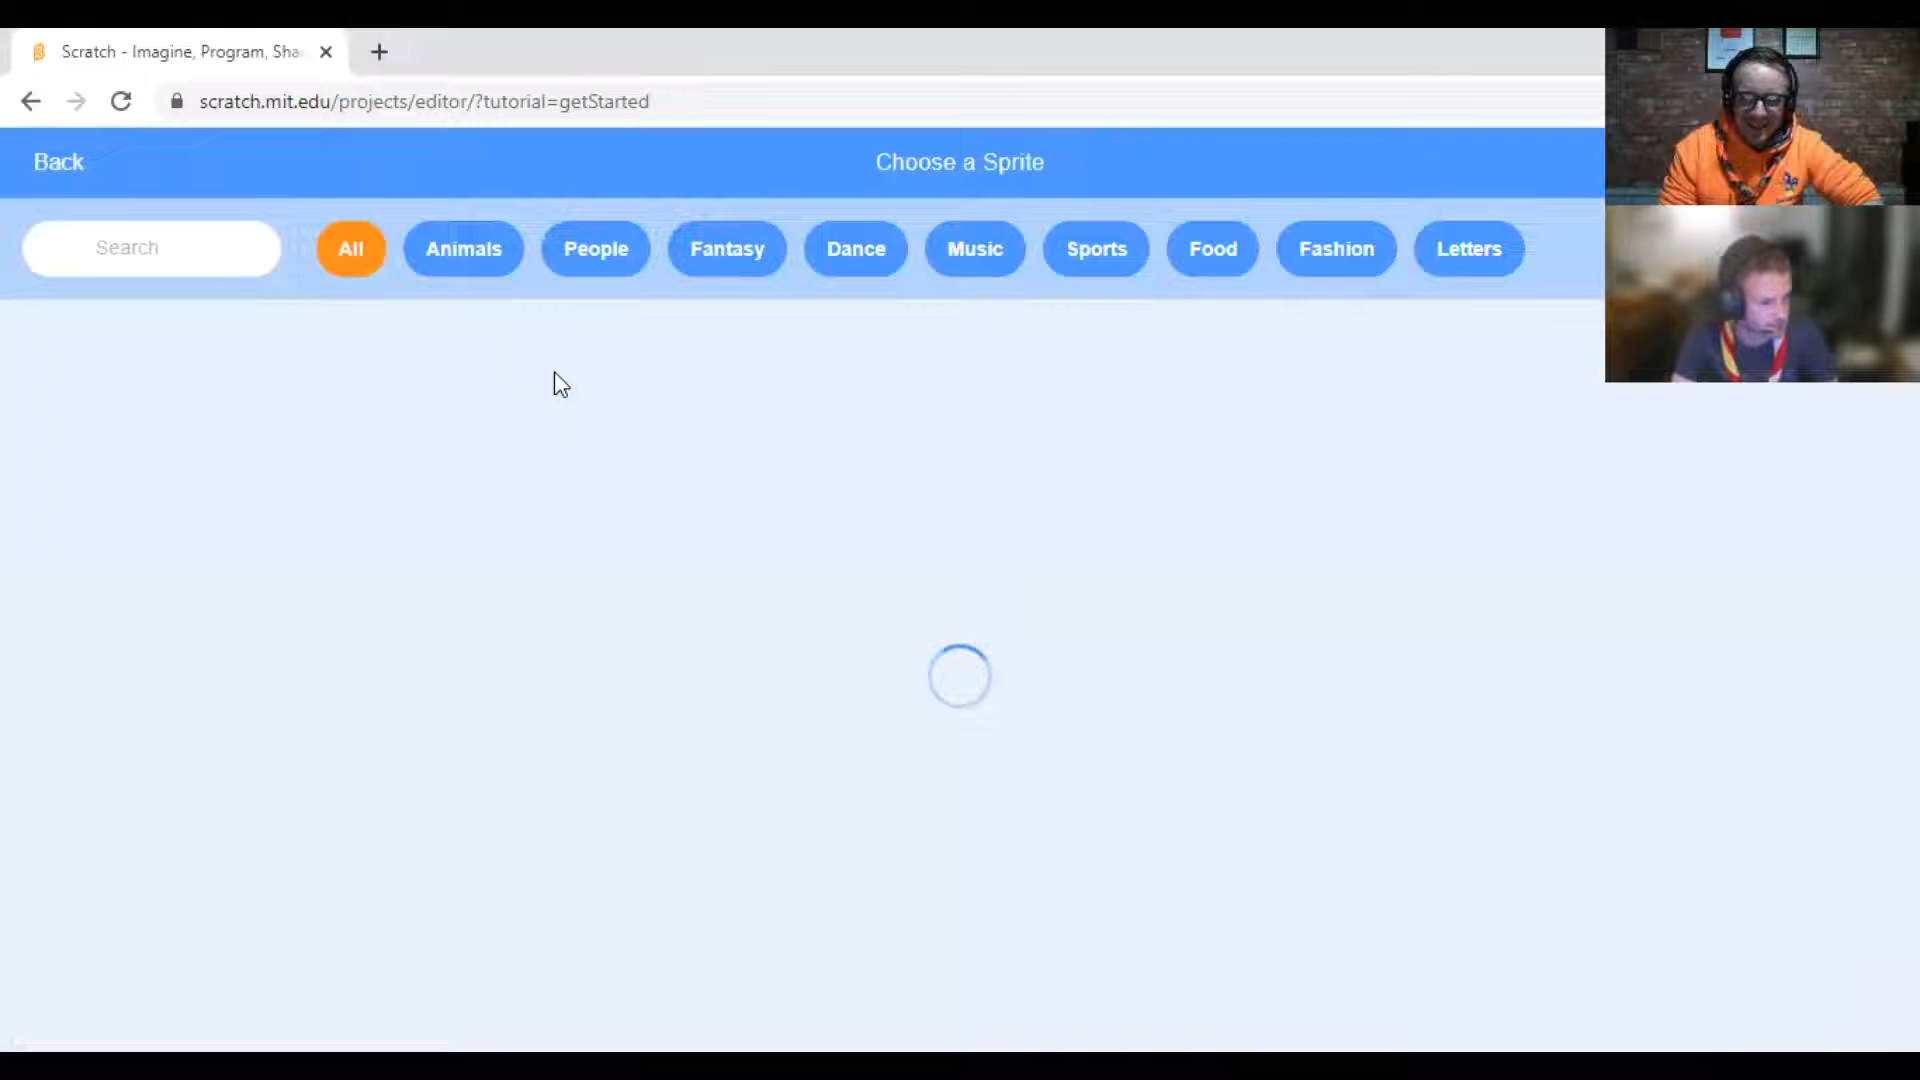 Scratch - Imagine, Program, Sha
scratch.mit.edu/projects/editor/?tutorial=getStarted
Back
Choose a Sprite
Search
All
Animals
People
Fantasy
Dance
Music
Sports
Food
Fashion
Letters